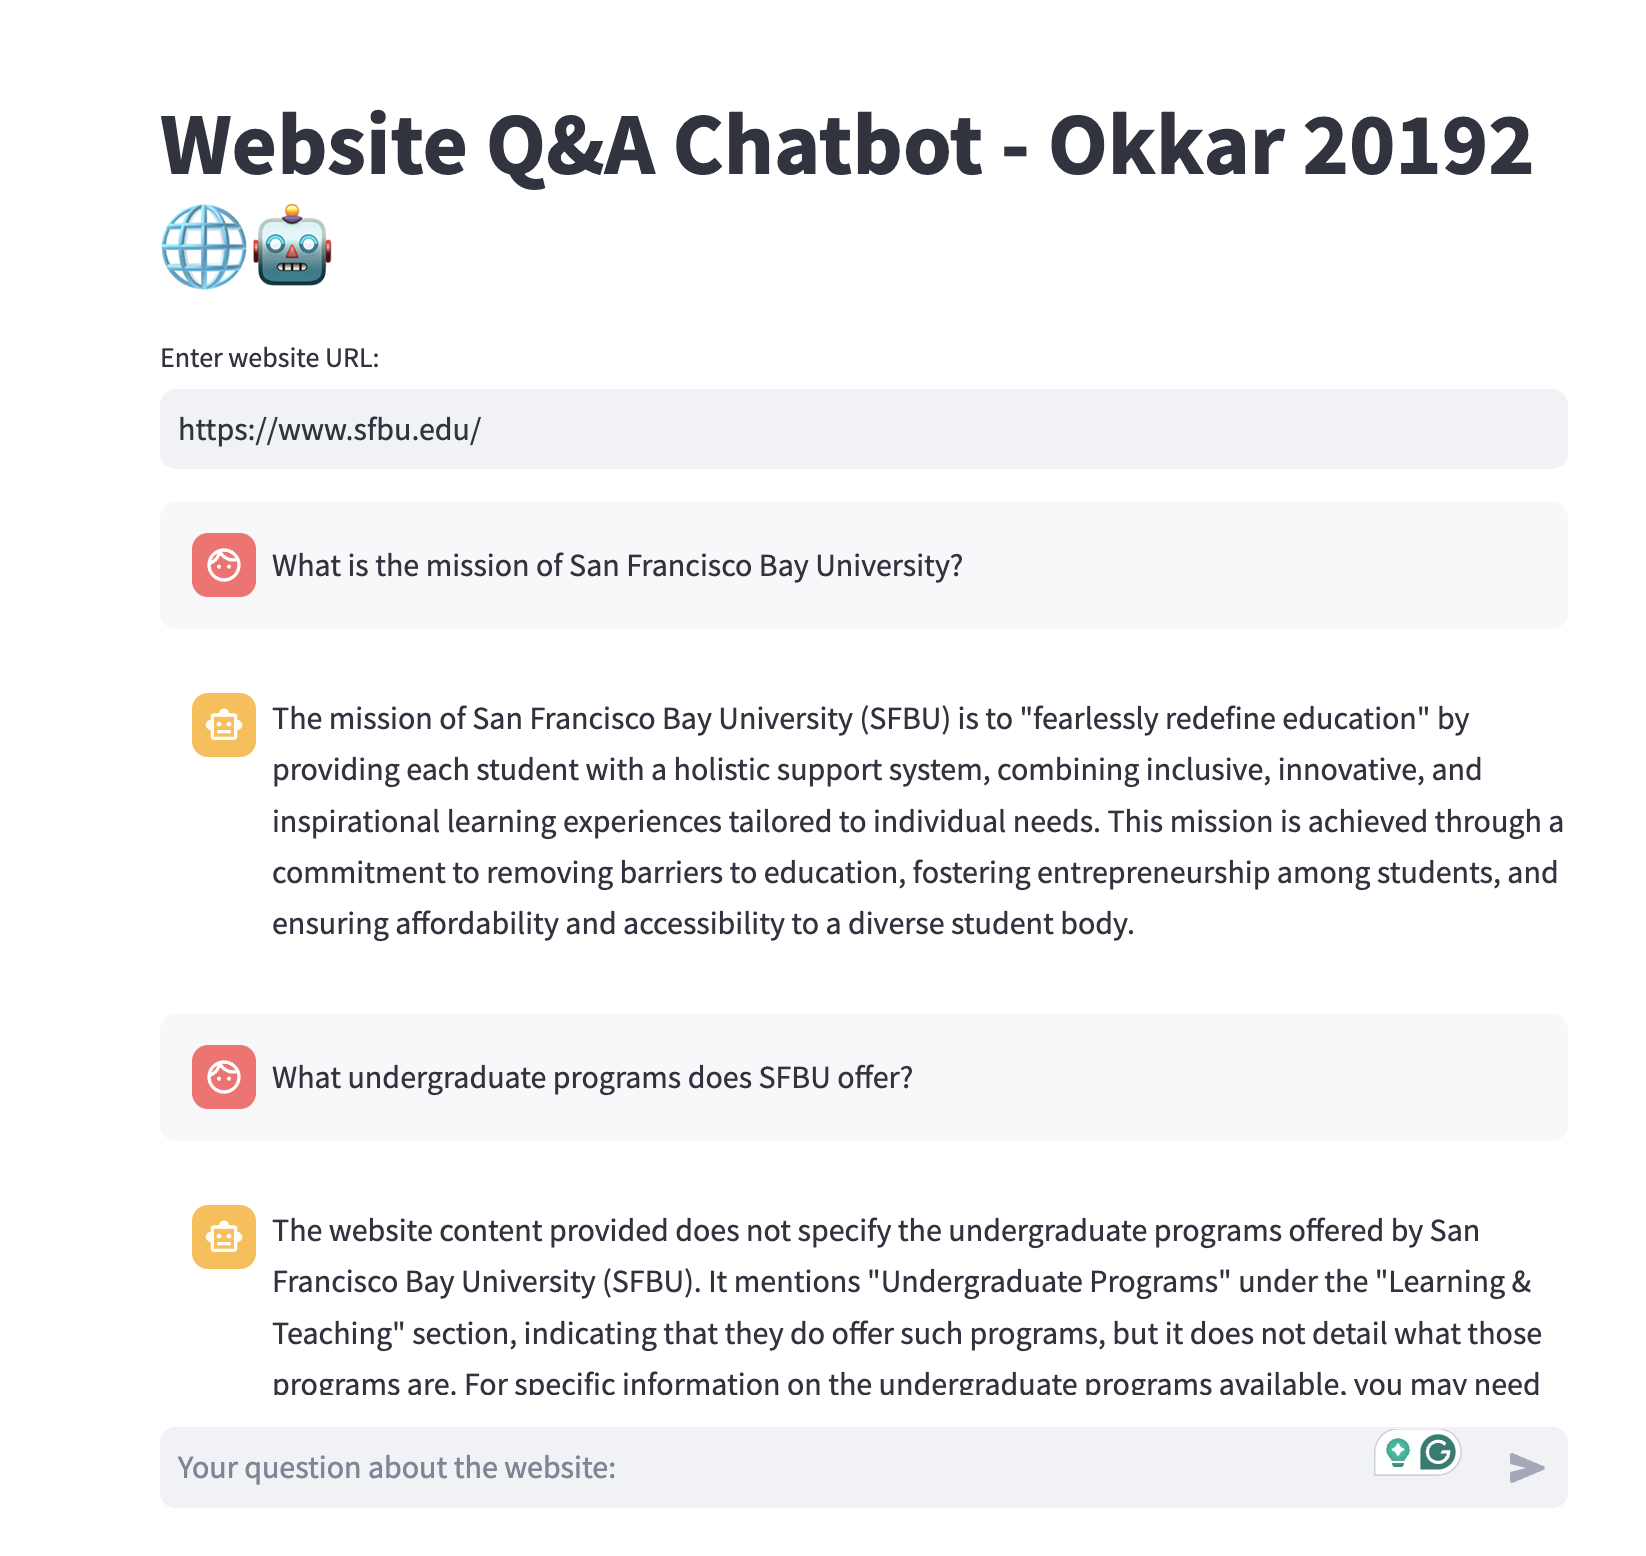 Website Q&A Chatbot - Okkar 20192
🌐🤖
Enter website URL:
https://www.sfbu.edu/
What is the mission of San Francisco Bay University?
The mission of San Francisco Bay University (SFBU) is to "fearlessly redefine education" by
providing each student with a holistic support system, combining inclusive, innovative, and
inspirational learning experiences tailored to individual needs. This mission is achieved through a
commitment to removing barriers to education, fostering entrepreneurship among students, and
ensuring affordability and accessibility to a diverse student body.
What undergraduate programs does SFBU offer?
The website content provided does not specify the undergraduate programs offered by San
Francisco Bay University (SFBU). It mentions "Undergraduate Programs" under the "Learning &
Teaching" section, indicating that they do offer such programs, but it does not detail what those
programs are. For specific information on the undergraduate programs available, you may need
Your question about the website: